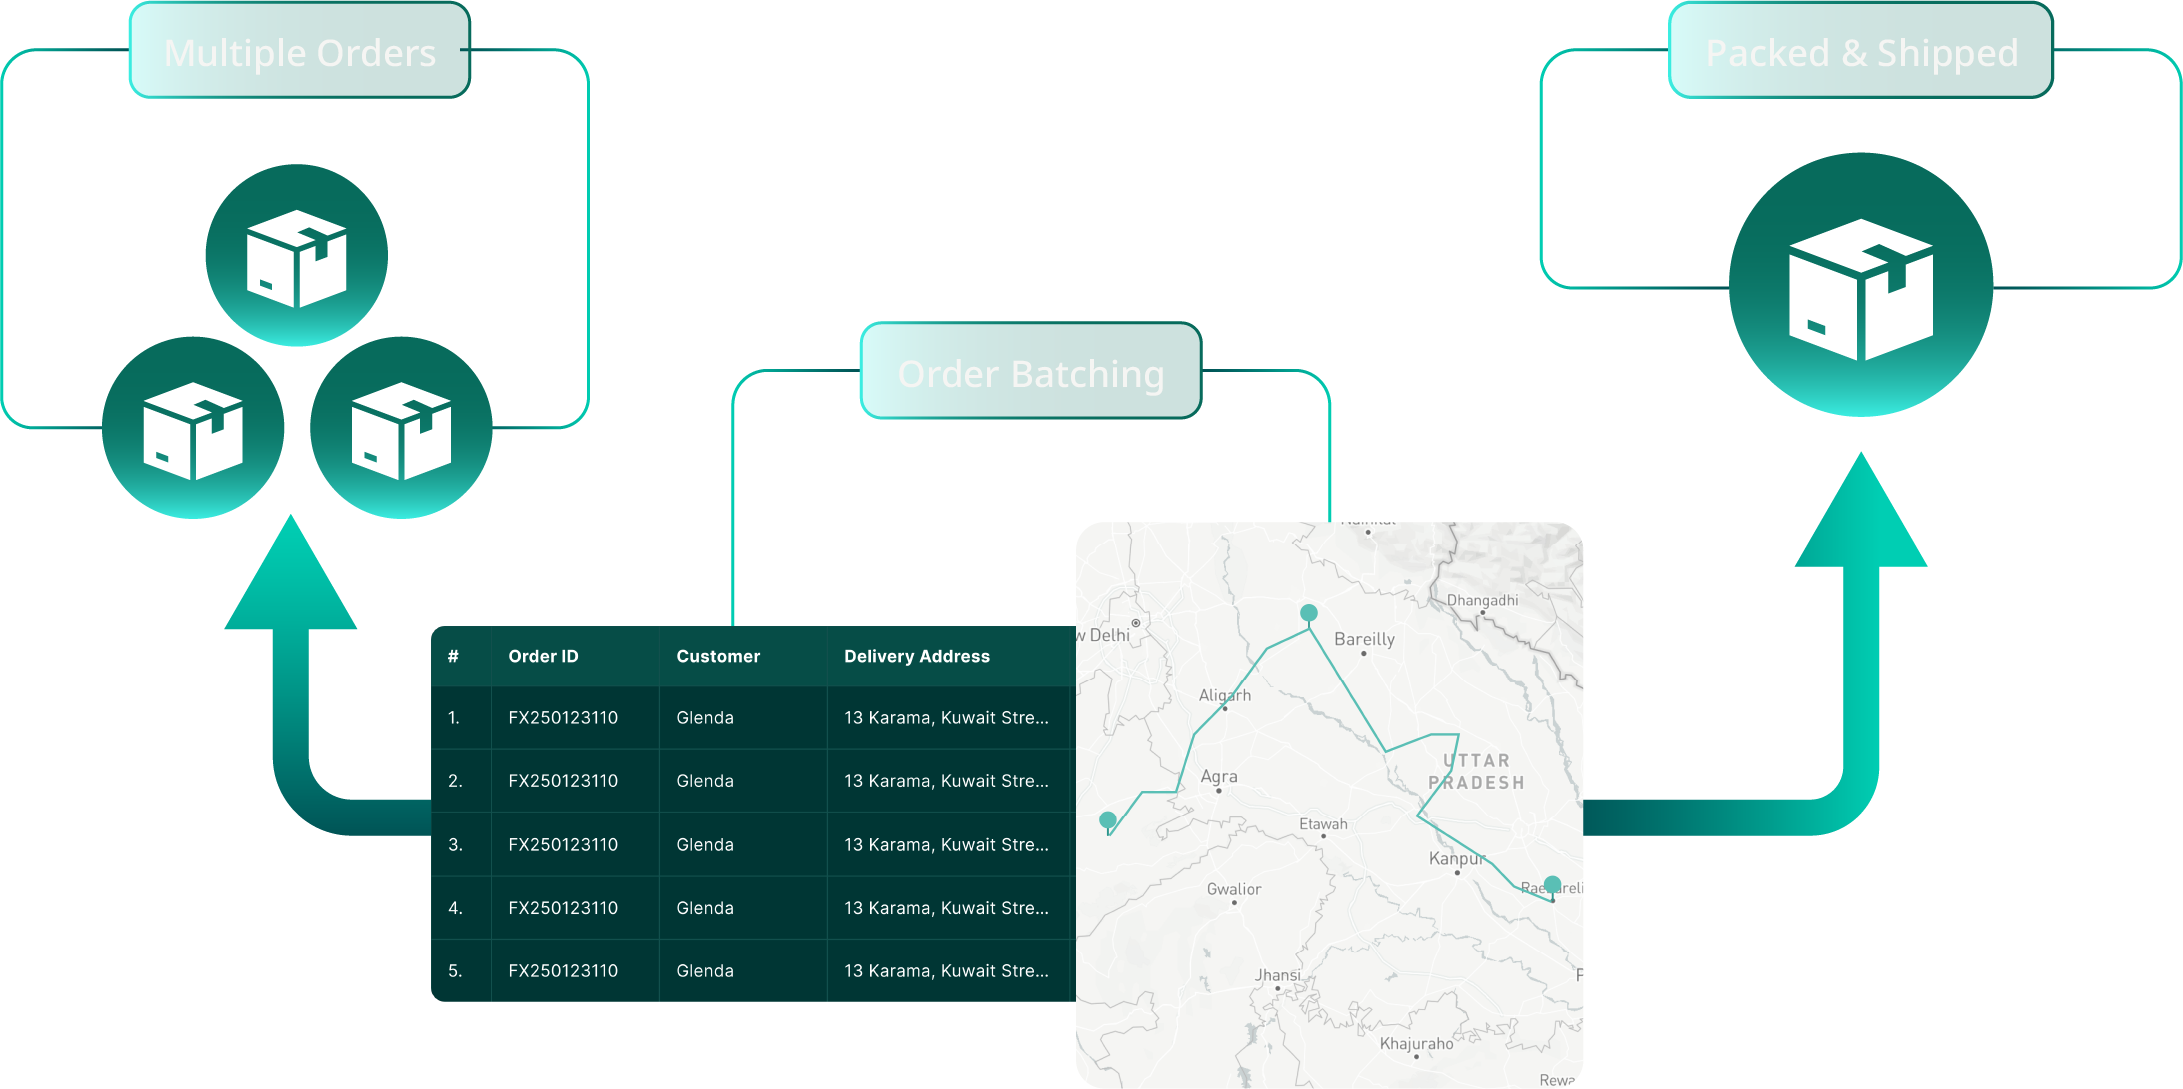 Multiple Orders
Packed & Shipped
Order Batching
# Order ID Customer Delivery Address
1. FX250123110 Glenda 13 Karama, Kuwait Stre...
2. FX250123110 Glenda 13 Karama, Kuwait Stre...
3. FX250123110 Glenda 13 Karama, Kuwait Stre...
4. FX250123110 Glenda 13 Karama, Kuwait Stre...
5. FX250123110 Glenda 13 Karama, Kuwait Stre...
Dhangadhi
w Delhi
Bareilly
Aligarh
UTTAR
PRADESH
Agra
Etawah
Kanpur
Gwalior
Jhansi
Khajuraho
Rewa